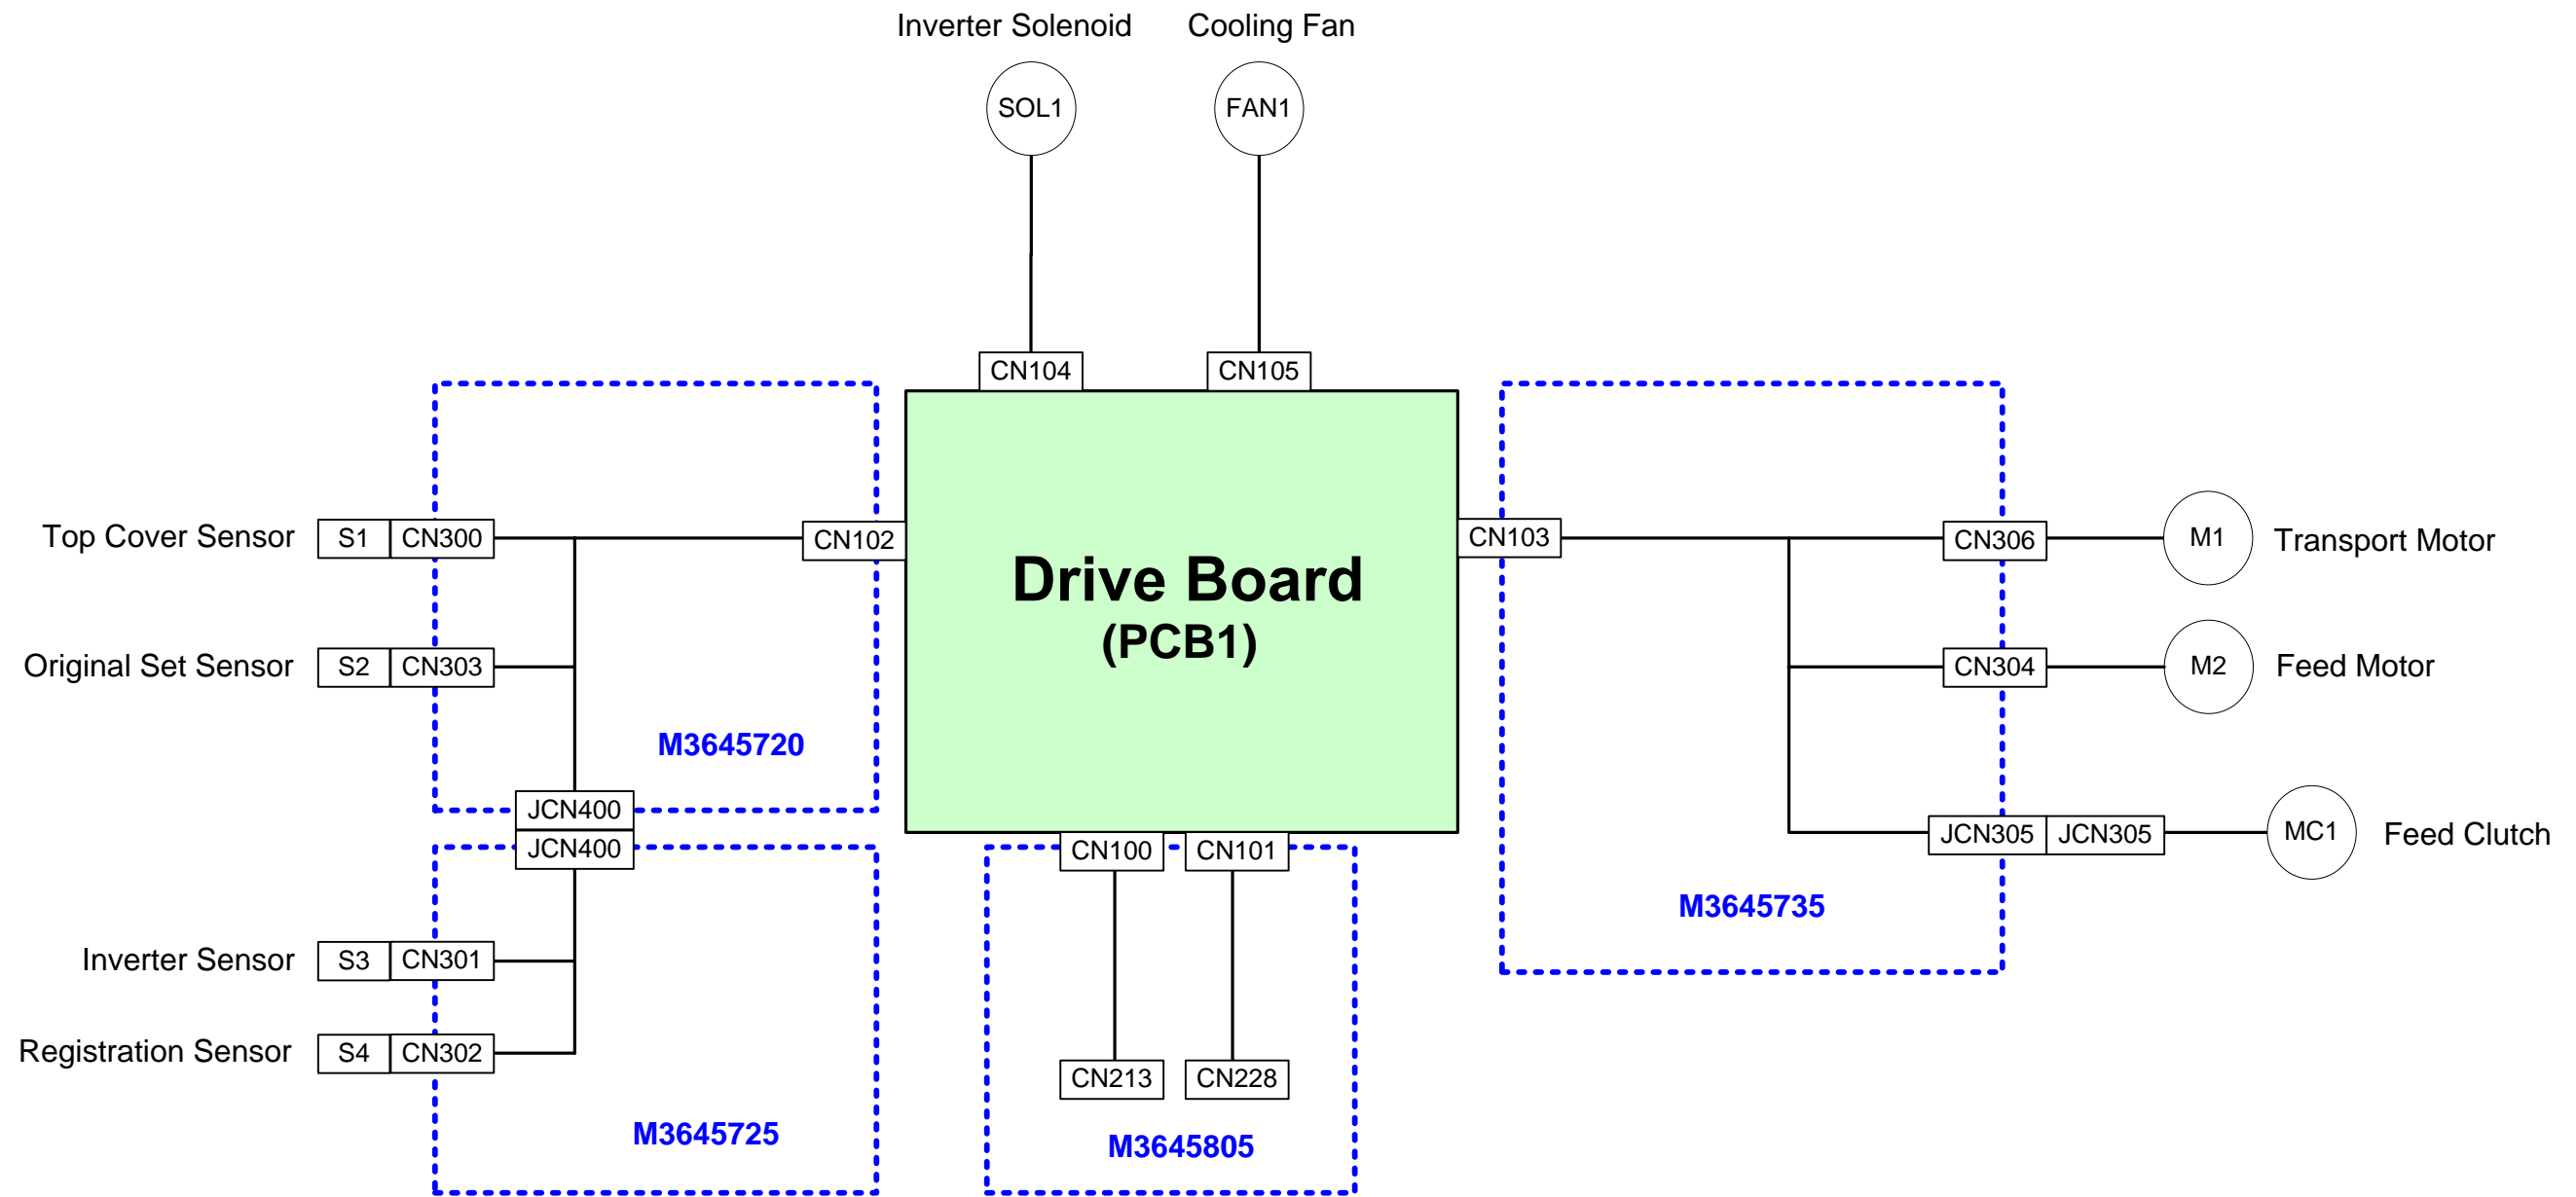 Inverter Solenoid Cooling Fan
SOL1 FAN1
CN104 CN105
Top Cover Sensor S1 CN300 CN102 CN103 CN306 M1 Transport Motor
Drive Board
(PCB1)
Original Set Sensor S2 CN303 CN304 M2 Feed Motor
M3645720
JCN400
JCN400 CN100 CN101 JCN305 JCN305 MC1 Feed Clutch
M3645735
Inverter Sensor S3 CN301
Registration Sensor S4 CN302
CN213 CN228
M3645725 M3645805